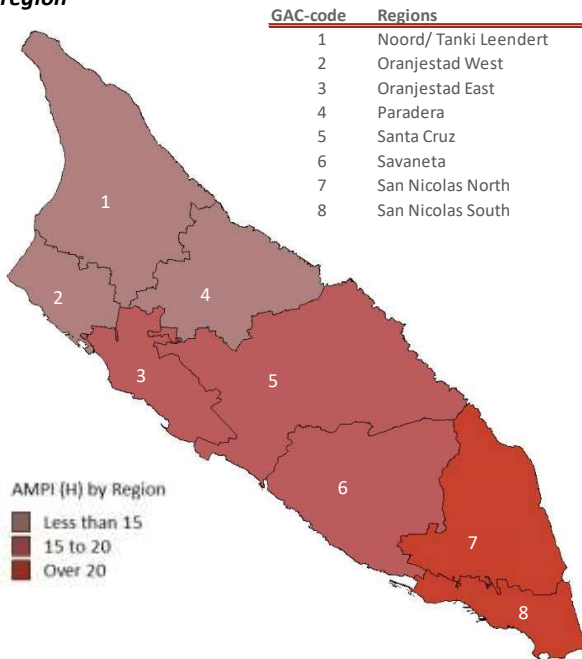 region
GAC-code Regions
1 Noord/ Tanki Leendert
2 Oranjestad West
3 Oranjestad East
4 Paradera
5 Santa Cruz
6 Savaneta
7 San Nicolas North
8 San Nicolas South
1
2
4
3
5
6
7
8
AMPI (H) by Region
Less than 15
15 to 20
Over 20